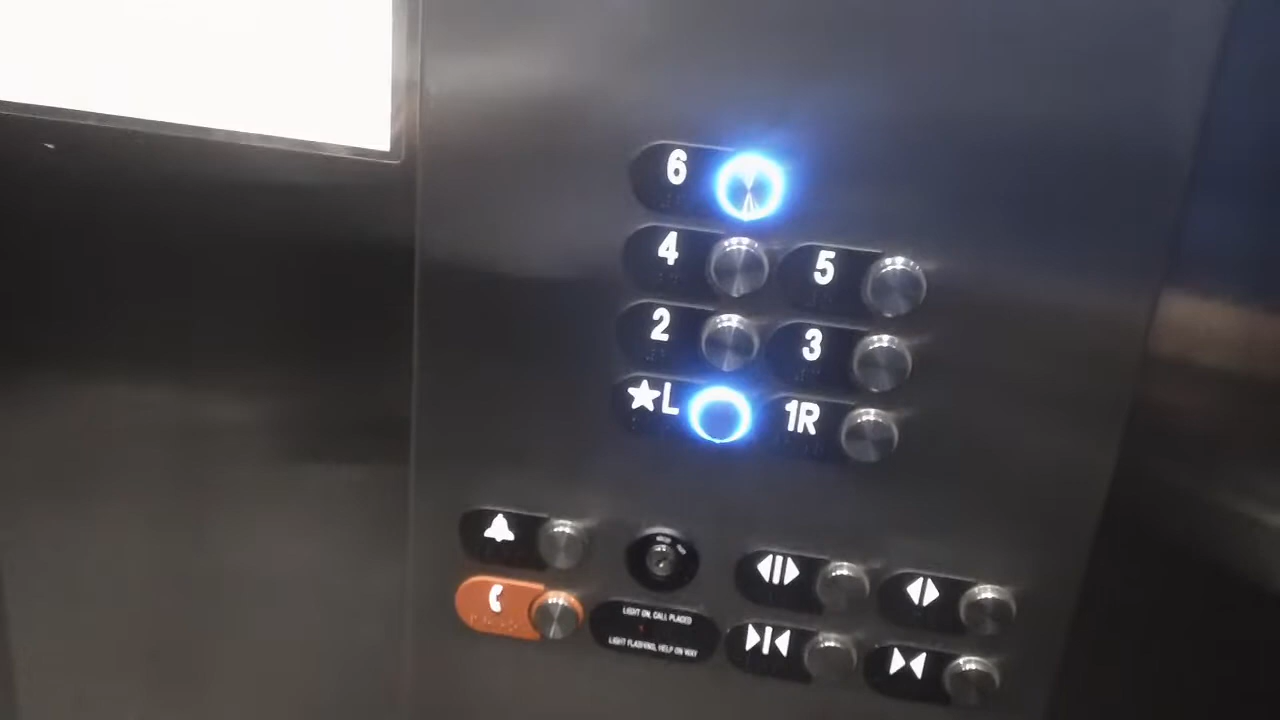 6
4 5
2 3
★L 1R
LIGHT ON, CALL PLACED
LIGHT FLASHING, HELP ON WAY